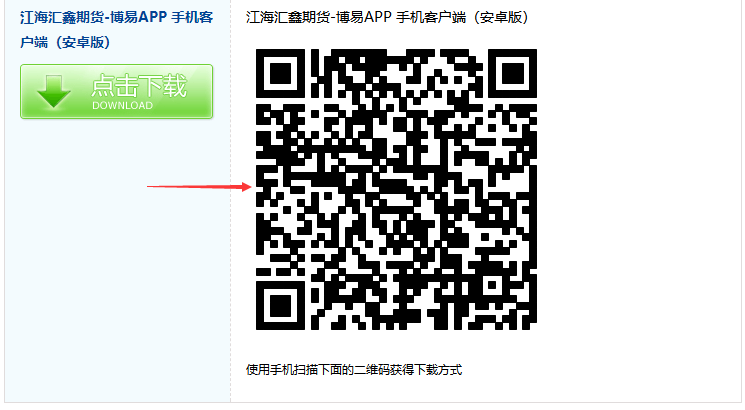 江海汇鑫期货-博易APP 手机客
户端（安卓版）
点击下载
DOWNLOAD
江海汇鑫期货-博易APP 手机客户端（安卓版）
使用手机扫描下面的二维码获得下载方式